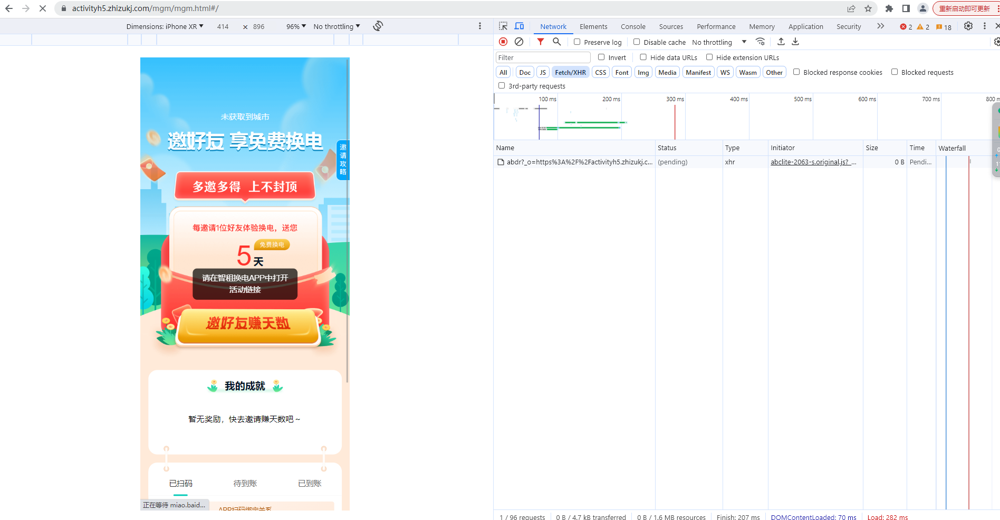 activityh5.zhizukj.com/mgm/mgm.html#/
重新启动即可更新
Dimensions: iPhone XR 414 × 896 96% No throttling
Network Elements Console Sources Performance Memory Application Security 2 2 18
Preserve log Disable cache No throttling
Filter Invert Hide data URLs Hide extension URLs
All Doc JS Fetch/XHR CSS Font Img Media Manifest WS Wasm Other Blocked response cookies Blocked requests
3rd-party requests
100 ms 200 ms 300 ms 400 ms 500 ms 600 ms 700 ms 800 m
Name Status Type Initiator Size Time Waterfall
abdr?_o=https%3A%2F%2Factivityh5.zhizukj.c... (pending) xhr abclite-2063-s.original.js?_... 0 B Pendi...
未获取到城市
邀好友 享免费换电
邀请攻略
多邀多得 上不封顶
每邀请1位好友体验换电，送您
5天
免费换电
请在智租换电APP中打开
活动链接
邀好友赚天数
我的成就
暂无奖励，快去邀请赚天数吧～
已扫码 待到账 已到账
APP扫码绑定关系
正在等待 miao.baid...
1 / 96 requests 0 B / 4.7 kB transferred 0 B / 1.6 MB resources Finish: 207 ms DOMContentLoaded: 70 ms Load: 282 ms